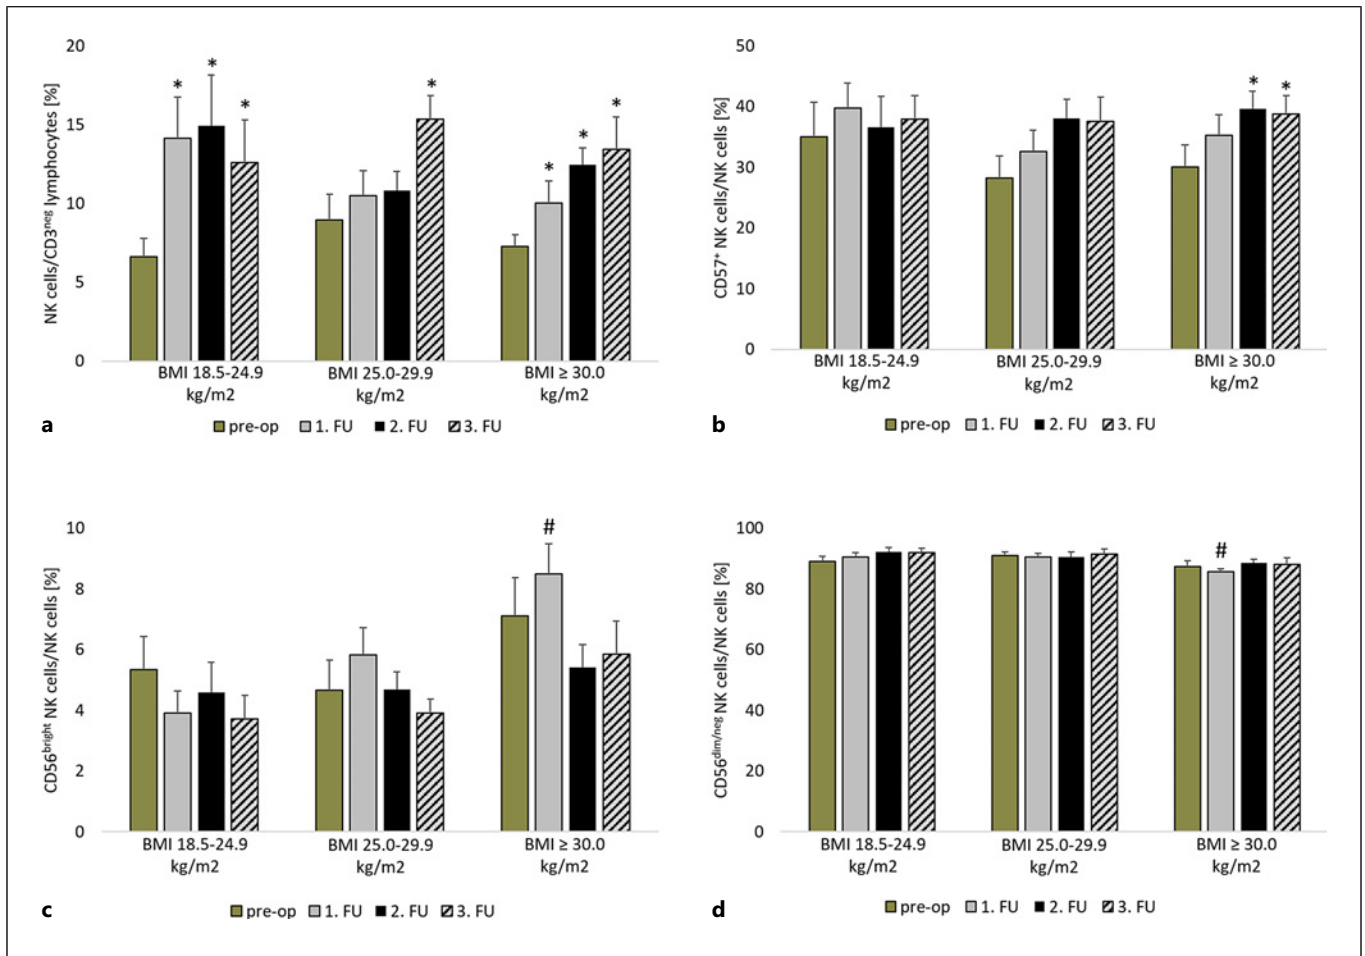 NK cells/CD3neg lymphocytes [%]
20
15
10
5
0
* * *
*
* * *
BMI 18.5-24.9 kg/m2
BMI 25.0-29.9 kg/m2
BMI ≥ 30.0 kg/m2
a
pre-op 1. FU 2. FU 3. FU
CD57+ NK cells/NK cells [%]
50
40
30
20
10
0
* *
BMI 18.5-24.9 kg/m2
BMI 25.0-29.9 kg/m2
BMI ≥ 30.0 kg/m2
b
pre-op 1. FU 2. FU 3. FU
CD56bright NK cells/NK cells [%]
10
8
6
4
2
0
#
BMI 18.5-24.9 kg/m2
BMI 25.0-29.9 kg/m2
BMI ≥ 30.0 kg/m2
c
pre-op 1. FU 2. FU 3. FU
CD56dim/neg NK cells/NK cells [%]
100
80
60
40
20
0
#
BMI 18.5-24.9 kg/m2
BMI 25.0-29.9 kg/m2
BMI ≥ 30.0 kg/m2
d
pre-op 1. FU 2. FU 3. FU